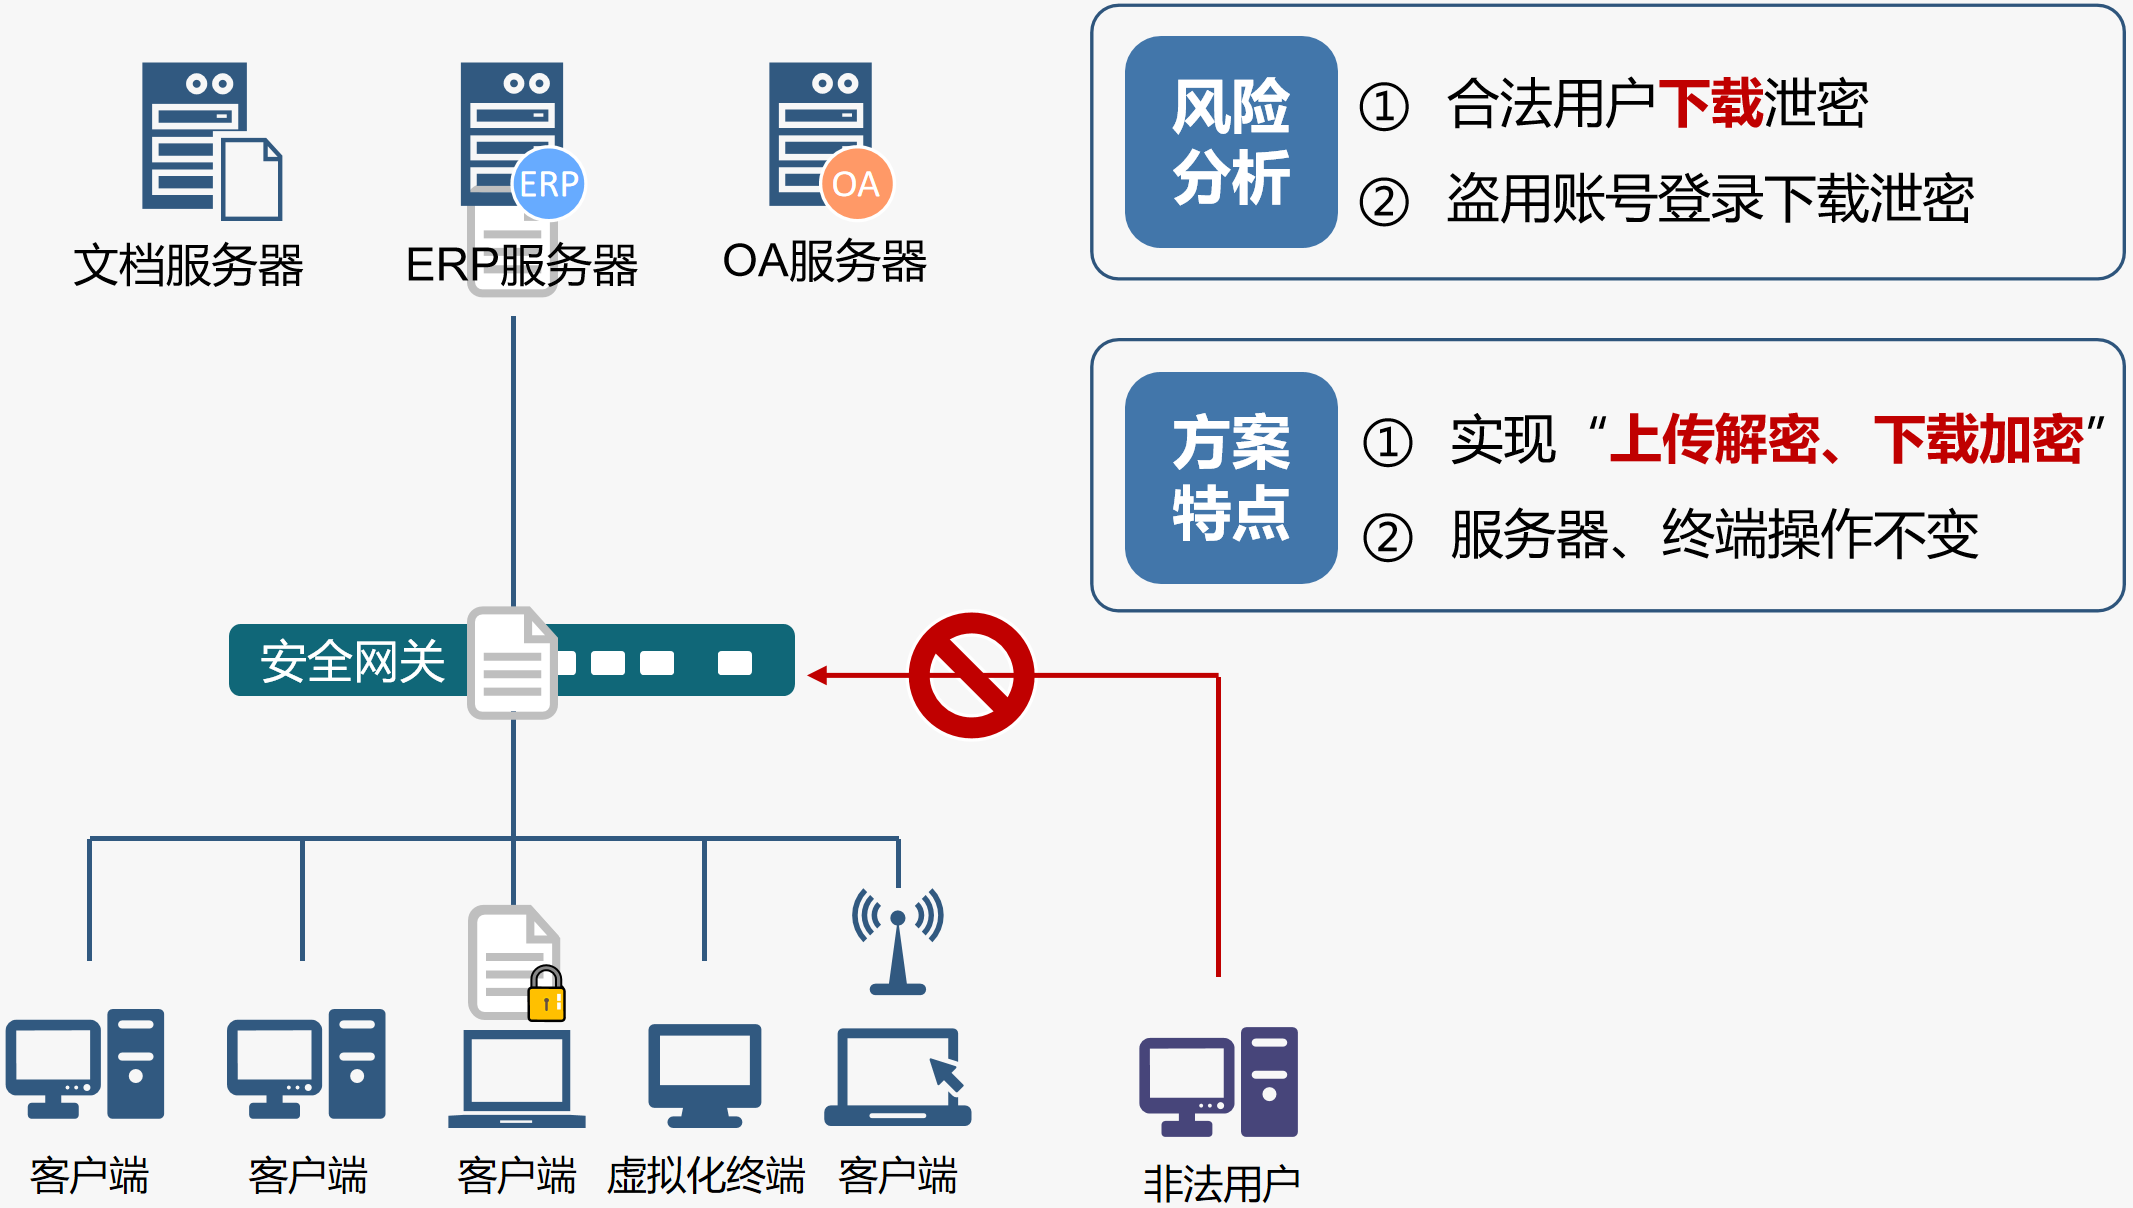 ERP
OA
文档服务器
ERP服务器
OA服务器
风险
分析
① 合法用户下载泄密
② 盗用账号登录下载泄密
方案
特点
① 实现“上传解密、下载加密”
② 服务器、终端操作不变
安全网关
客户端
客户端
客户端
虚拟化终端
客户端
非法用户